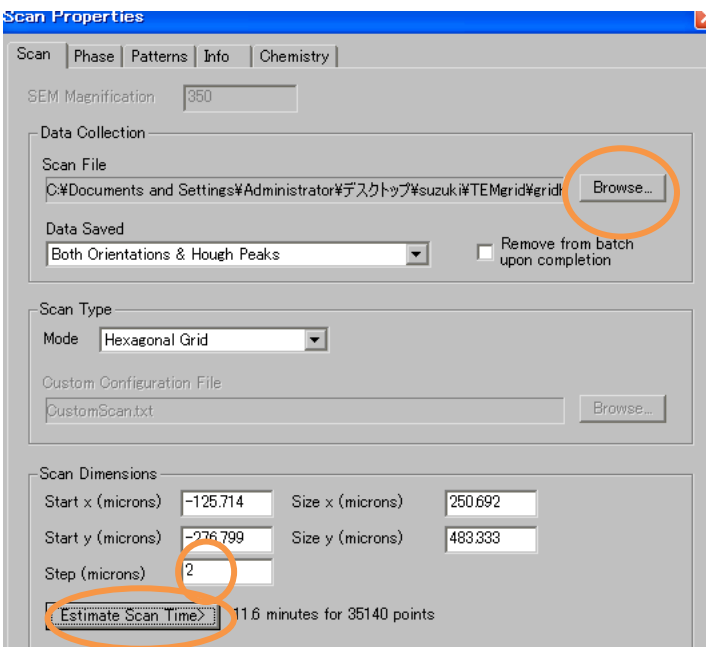 Scan Properties
Scan Phase Patterns Info Chemistry
SEM Magnification 350
Data Collection
Scan File
C:¥Documents and Settings¥Administrator¥デスクトップ¥suzuki¥TEMgrid¥grid Browse...
Data Saved
Both Orientations & Hough Peaks Remove from batch
upon completion
Scan Type
Mode Hexagonal Grid
Custom Configuration File
CustomScan.txt Browse...
Scan Dimensions
Start x (microns) -125.714 Size x (microns) 250.692
Start y (microns) -276.799 Size y (microns) 483.333
Step (microns) 2
Estimate Scan Time> 11.6 minutes for 35140 points